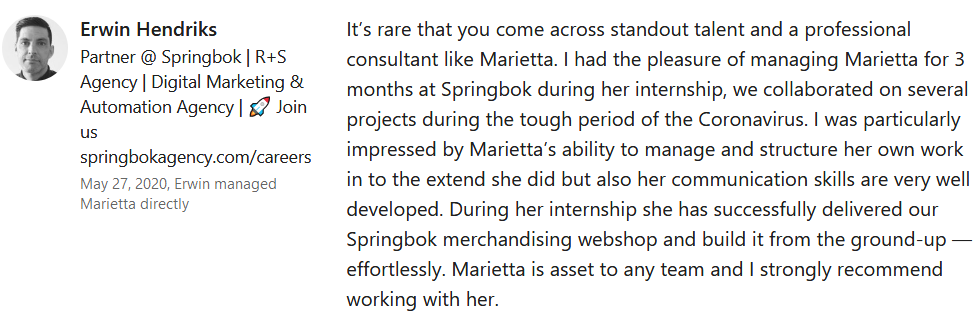 Erwin Hendriks
Partner @ Springbok | R+S
Agency | Digital Marketing &
Automation Agency | 🚀 Join
us
springbokagency.com/careers
May 27, 2020, Erwin managed
Marietta directly
It’s rare that you come across standout talent and a professional
consultant like Marietta. I had the pleasure of managing Marietta for 3
months at Springbok during her internship, we collaborated on several
projects during the tough period of the Coronavirus. I was particularly
impressed by Marietta’s ability to manage and structure her own work
in to the extend she did but also her communication skills are very well
developed. During her internship she has successfully delivered our
Springbok merchandising webshop and build it from the ground-up —
effortlessly. Marietta is asset to any team and I strongly recommend
working with her.